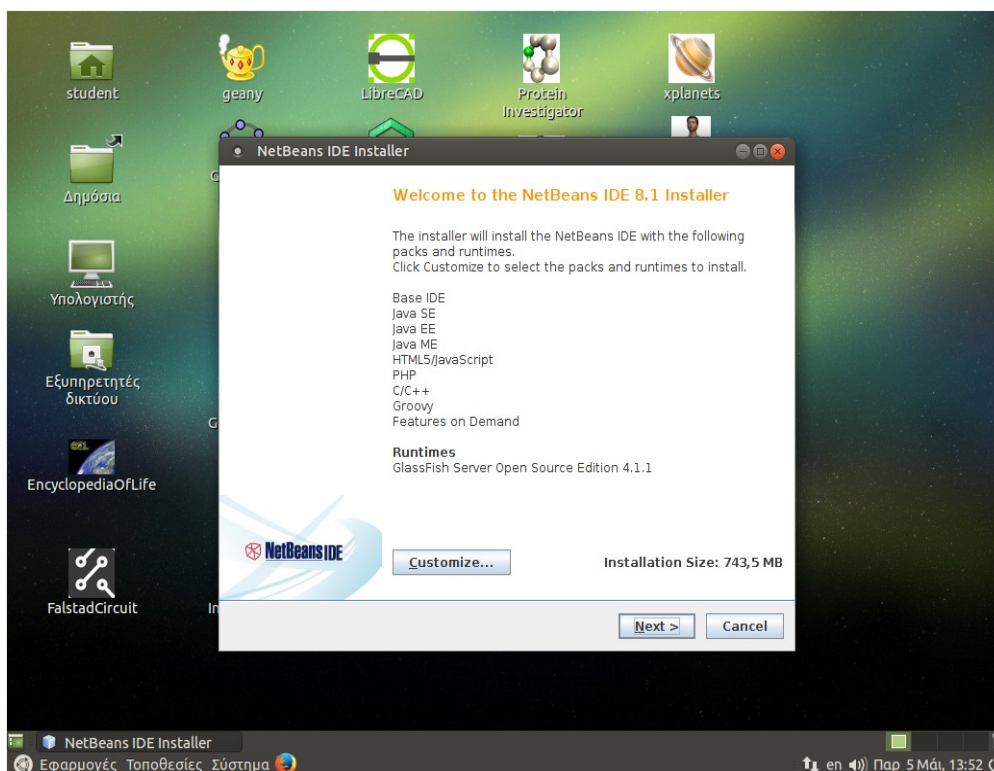 student
geany
LibreCAD
Protein
Investigator
xplanets
Δημόσια
Υπολογιστής
Εξυπηρετητές
δικτύου
EOL
EncyclopediaOfLife
FalstadCircuit
NetBeans IDE Installer
Welcome to the NetBeans IDE 8.1 Installer
The installer will install the NetBeans IDE with the following
packs and runtimes.
Click Customize to select the packs and runtimes to install.
Base IDE
Java SE
Java EE
Java ME
HTML5/JavaScript
PHP
C/C++
Groovy
Features on Demand
Runtimes
GlassFish Server Open Source Edition 4.1.1
NetBeans IDE
Customize...
Installation Size: 743,5 MB
Next >
Cancel
NetBeans IDE Installer
Εφαρμογές Τοποθεσίες Σύστημα
en Παρ 5 Μάι, 13:52